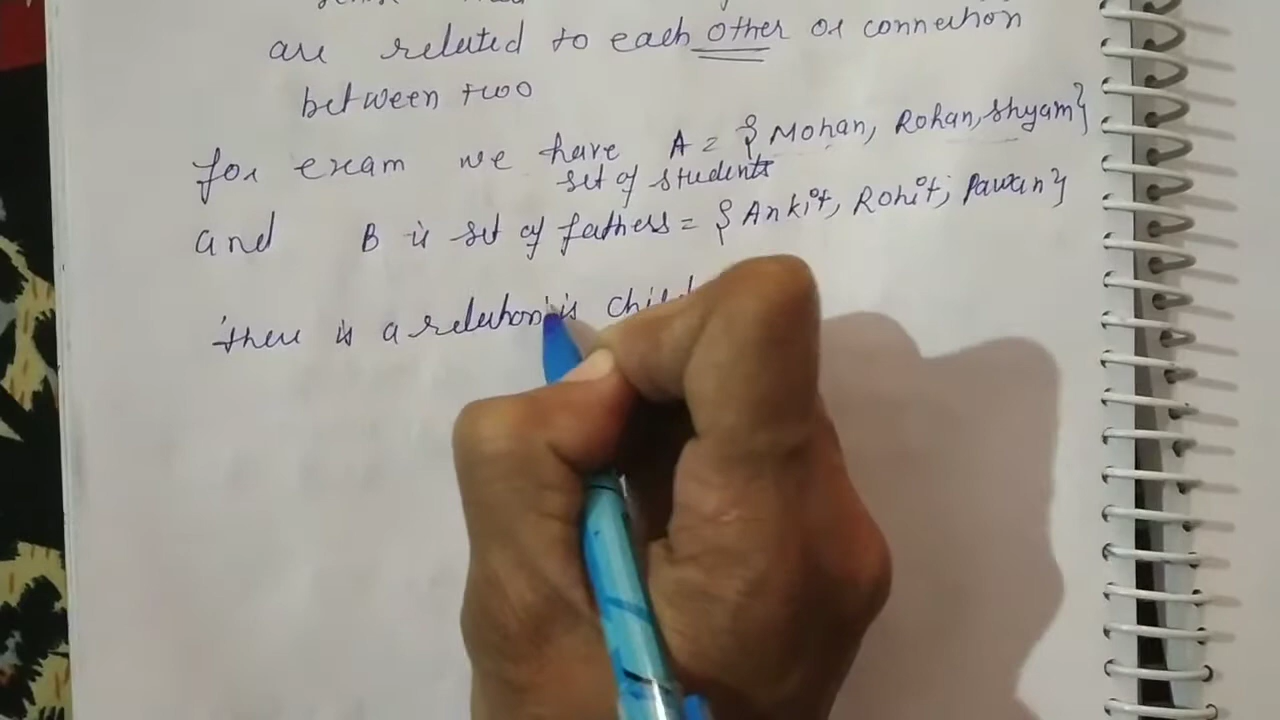 are related to each other or connection
between two
for exam we have A = {Mohan, Rohan, Shyam}
set of students
and B is set of fathers = {Ankit, Rohit, Pawan}
there is a relation 'is child